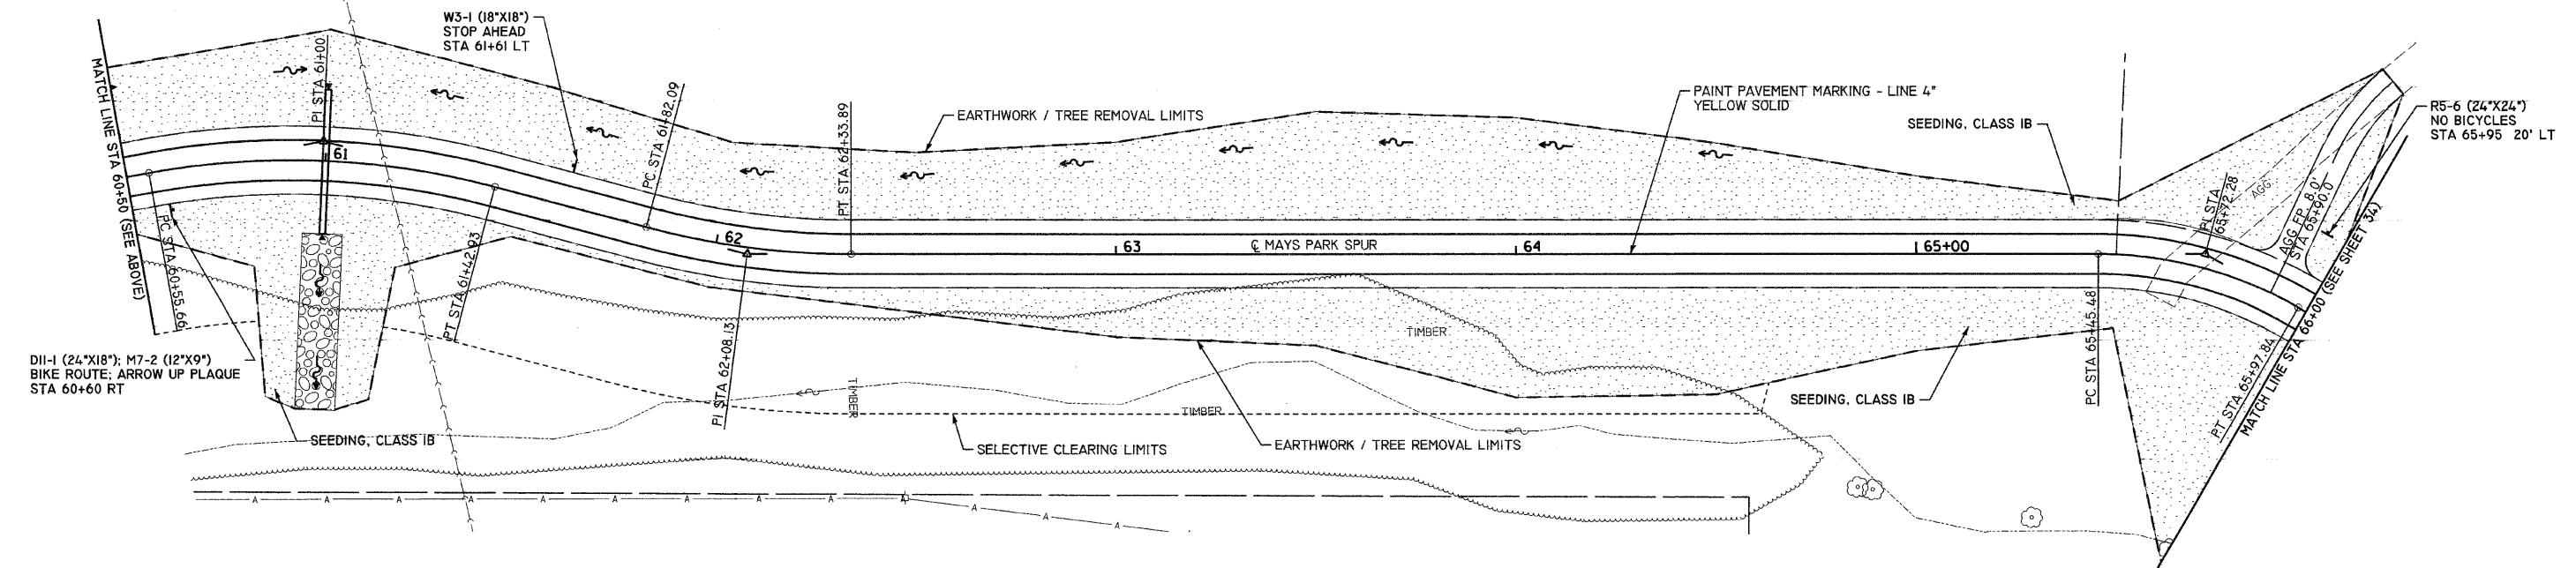 W3-1 (18"X18")
STOP AHEAD
STA 61+61 LT
MATCH LINE STA 60+50 (SEE ABOVE)
PI STA 61+00
61
PC STA 60+55.66
PT STA 61+42.93
PC STA 61+82.09
PT STA 62+33.89
62
PI STA 62+08.13
EARTHWORK / TREE REMOVAL LIMITS
PAINT PAVEMENT MARKING - LINE 4"
YELLOW SOLID
SEEDING, CLASS 1B
R5-6 (24"X24")
NO BICYCLES
STA 65+95 20' LT
63
℄ MAYS PARK SPUR
64
65+00
AGG
PI STA
65+72.28
AGG FP 8.0'
STA 65+90.0
MATCH LINE STA 66+00 (SEE SHEET 34)
PT STA 65+97.84
PC STA 65+45.48
D11-1 (24"X18"); M7-2 (12"X9")
BIKE ROUTE; ARROW UP PLAQUE
STA 60+60 RT
SEEDING, CLASS 1B
TIMBER
TIMBER
TIMBER
SELECTIVE CLEARING LIMITS
EARTHWORK / TREE REMOVAL LIMITS
SEEDING, CLASS 1B
A A A A A A A A A A A A A